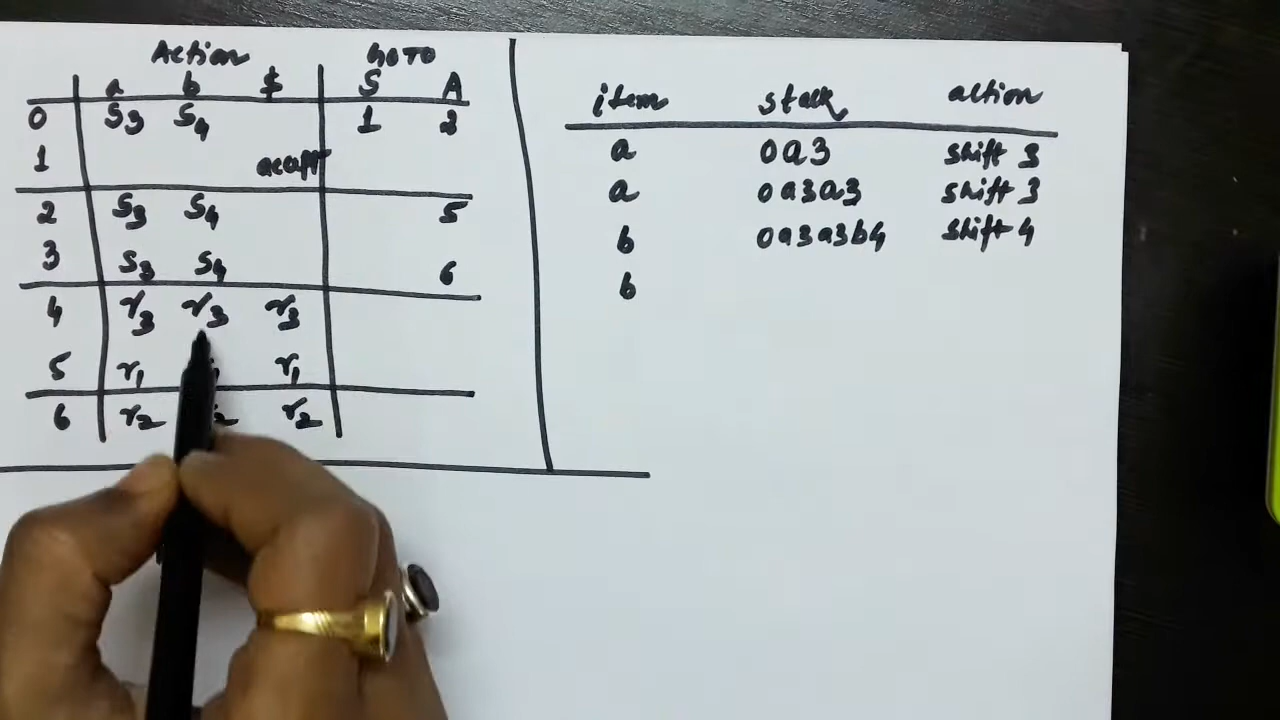 Action GOTO
a b $ S A
0 S3 S4 1 2
1 accept
2 S3 S4 5
3 S3 S4 6
4 r3 r3 r3
5 r1 r1
6 r2 r2
item stack action
a 0a3 shift 3
a 0a3a3 shift 3
b 0a3a3b4 shift 4
b